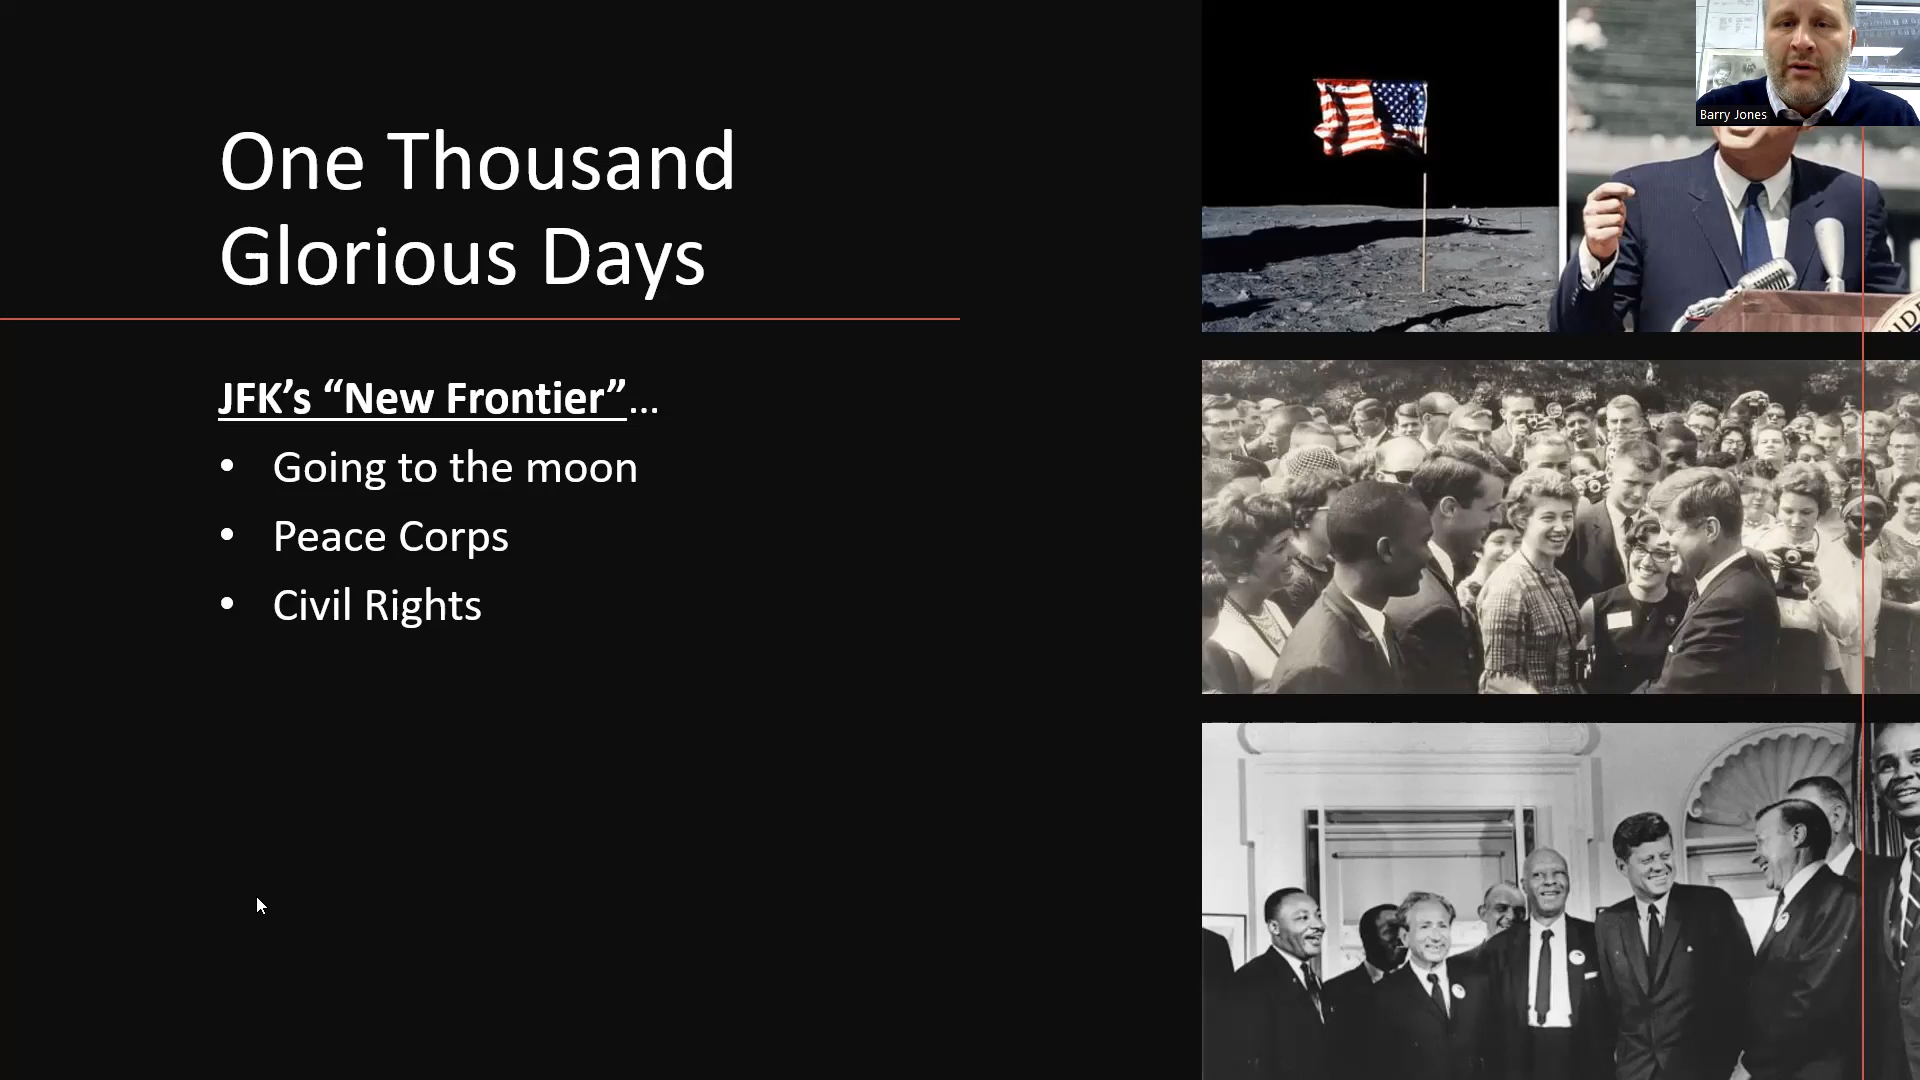 One Thousand
Glorious Days
JFK’s “New Frontier”...
• Going to the moon
• Peace Corps
• Civil Rights
Barry Jones